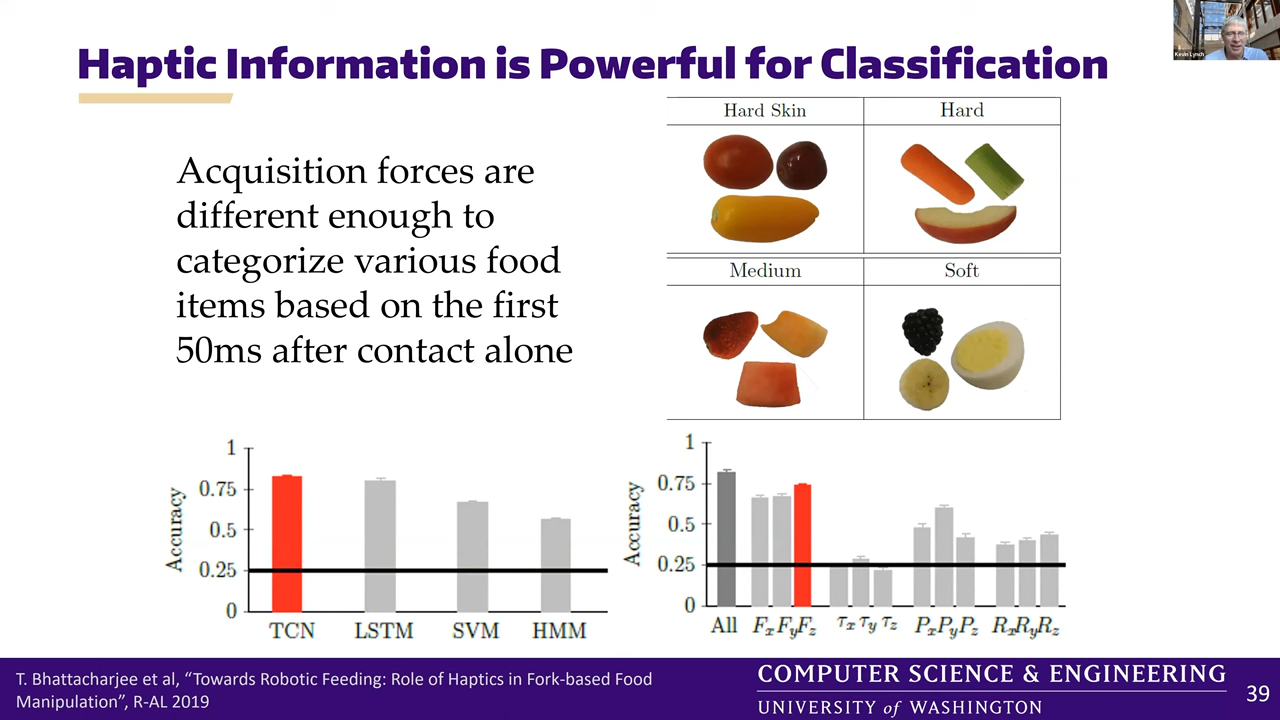 Haptic Information is Powerful for Classification
Kevin Lynch
Acquisition forces are
different enough to
categorize various food
items based on the first
50ms after contact alone
Hard Skin
Hard
Medium
Soft
Accuracy
1
0.75
0.5
0.25
0
TCN LSTM SVM HMM
Accuracy
1
0.75
0.5
0.25
0
All Fx Fy Fz τx τy τz Px Py Pz Rx Ry Rz
T. Bhattacharjee et al, “Towards Robotic Feeding: Role of Haptics in Fork-based Food
Manipulation”, R-AL 2019
COMPUTER SCIENCE & ENGINEERING
UNIVERSITY of WASHINGTON
39